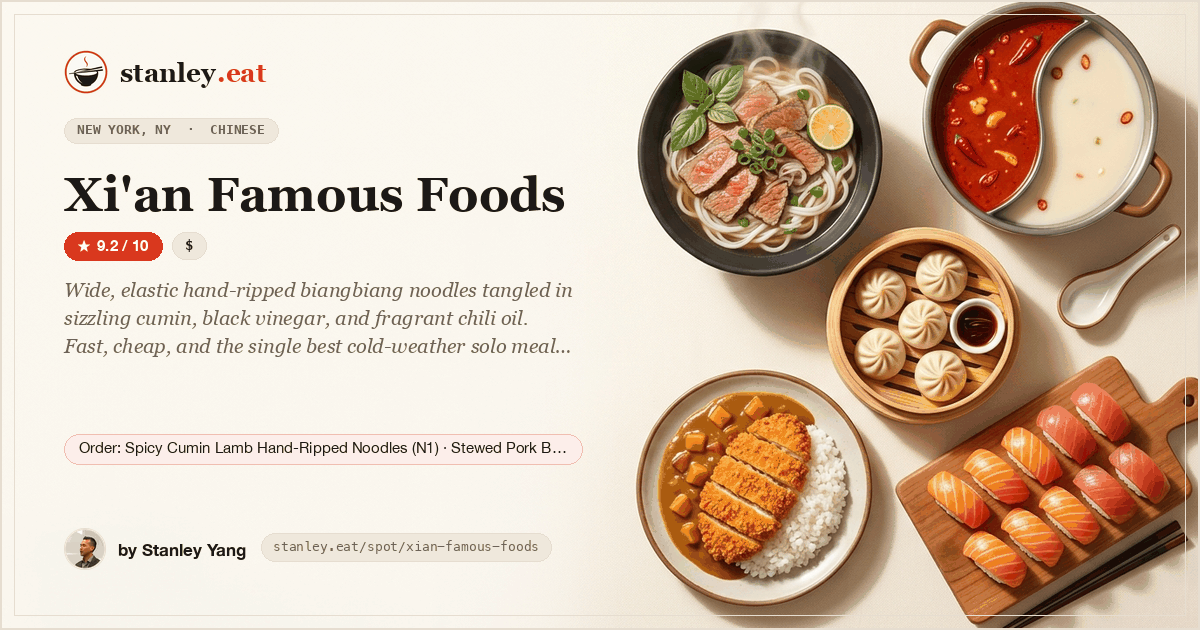 stanley.eat
NEW YORK, NY · CHINESE
Xi'an Famous Foods
★ 9.2 / 10 $
Wide, elastic hand-ripped biangbiang noodles tangled in
sizzling cumin, black vinegar, and fragrant chili oil.
Fast, cheap, and the single best cold-weather solo meal...
Order: Spicy Cumin Lamb Hand-Ripped Noodles (N1) · Stewed Pork B...
by Stanley Yang stanley.eat/spot/xian-famous-foods